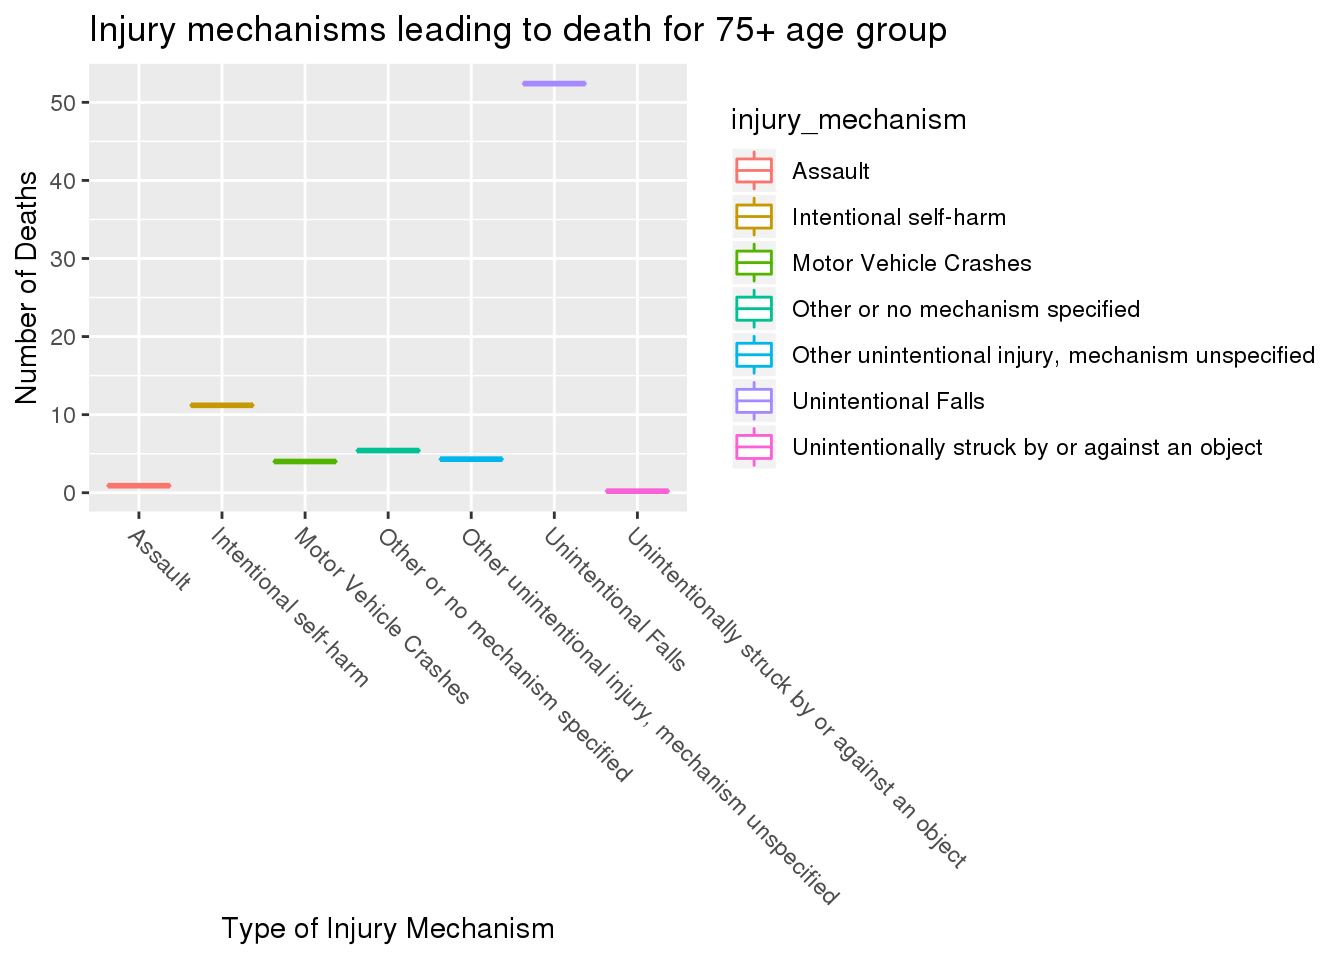 Injury mechanisms leading to death for 75+ age group
Number of Deaths
50
40
30
20
10
0
Assault
Intentional self-harm
Motor Vehicle Crashes
Other or no mechanism specified
Other unintentional injury, mechanism unspecified
Unintentional Falls
Unintentionally struck by or against an object
Type of Injury Mechanism
injury_mechanism
Assault
Intentional self-harm
Motor Vehicle Crashes
Other or no mechanism specified
Other unintentional injury, mechanism unspecified
Unintentional Falls
Unintentionally struck by or against an object